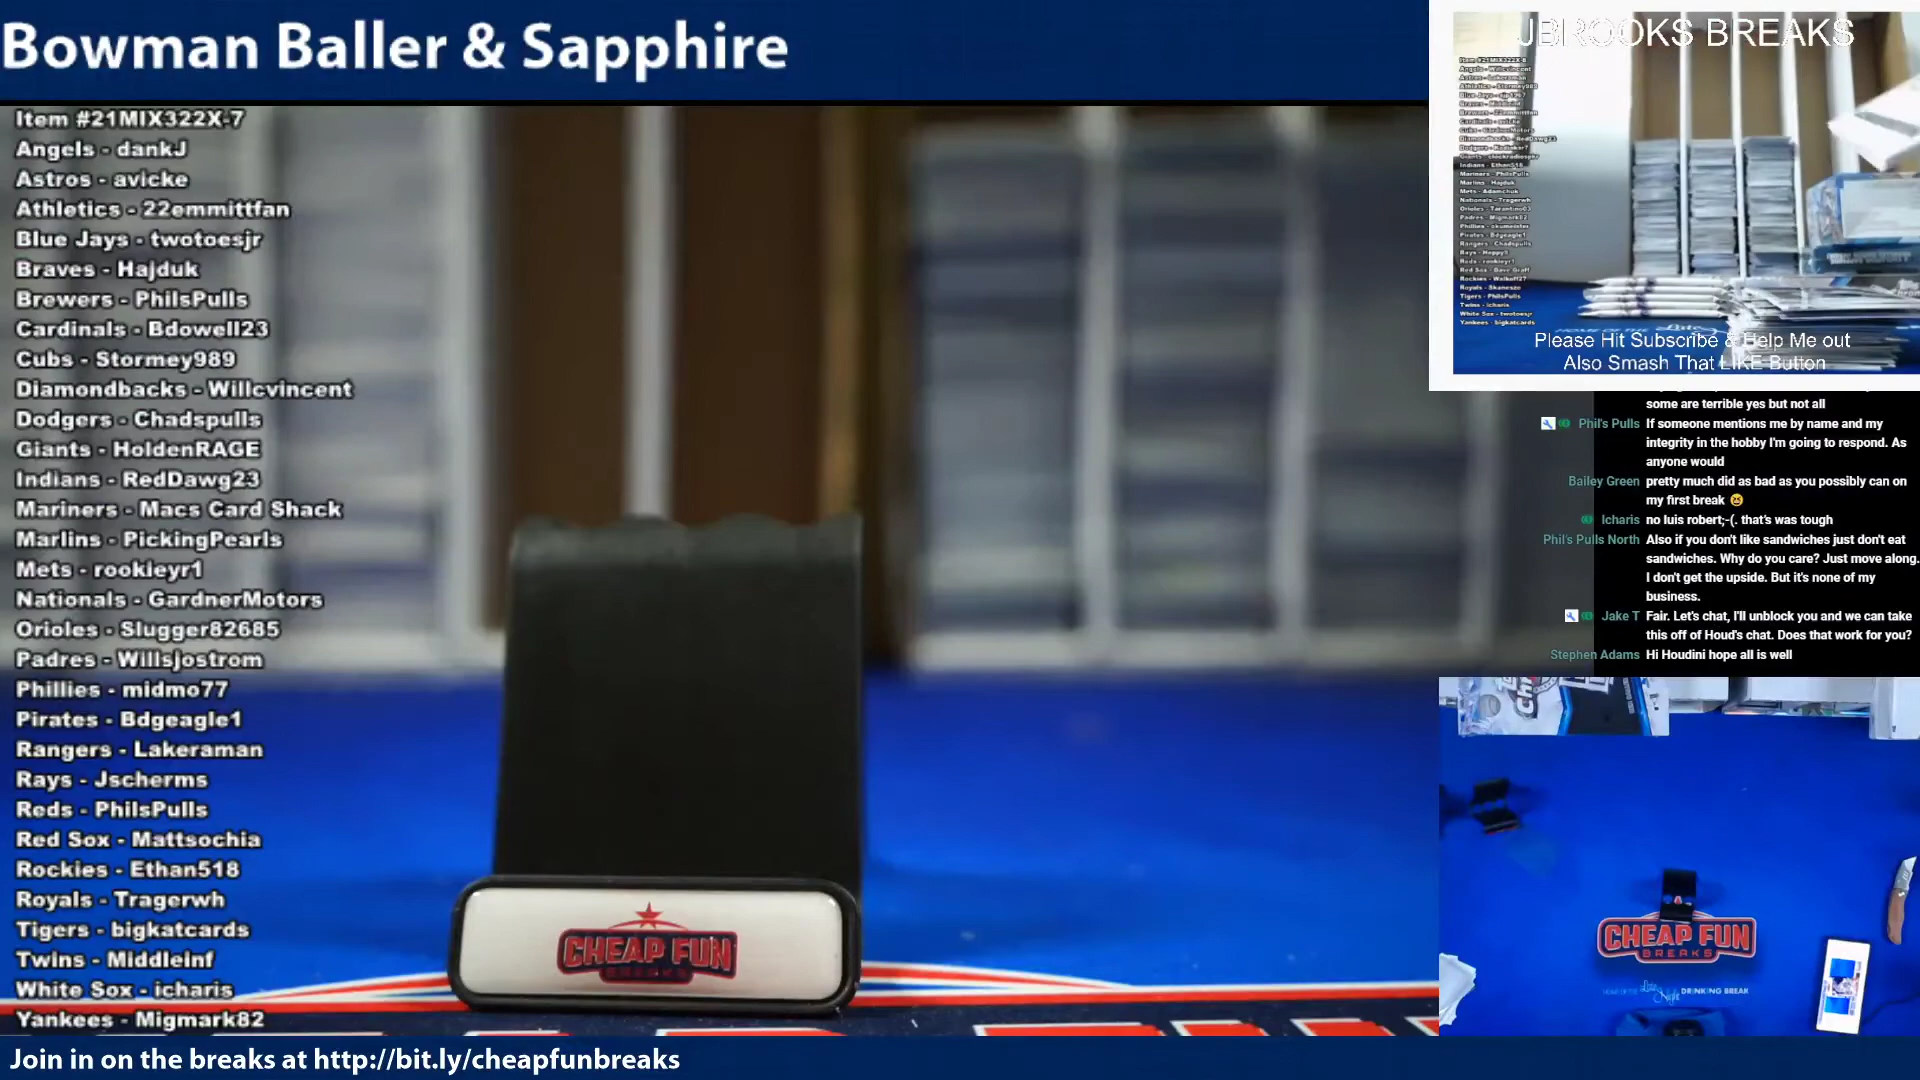 Bowman Baller & Sapphire
Item #21MIX322X-7
Angels - dankJ
Astros - avicke
Athletics - 22emmittfan
Blue Jays - twotoesjr
Braves - Hajduk
Brewers - PhilsPulls
Cardinals - Bdowell23
Cubs - Stormey989
Diamondbacks - Willcvincent
Dodgers - Chadspulls
Giants - HoldenRAGE
Indians - RedDawg23
Mariners - Macs Card Shack
Marlins - PickingPearls
Mets - rookieyr1
Nationals - GardnerMotors
Orioles - Slugger82685
Padres - Willsjostrom
Phillies - midmo77
Pirates - Bdgeagle1
Rangers - Lakeraman
Rays - Jscherms
Reds - PhilsPulls
Red Sox - Mattsochia
Rockies - Ethan518
Royals - Tragerwh
Tigers - bigkatcards
Twins - Middleinf
White Sox - icharis
Yankees - Migmark82
CHEAP FUN
BREAKS
Join in on the breaks at http://bit.ly/cheapfunbreaks
JBROOKS BREAKS
Please Hit Subscribe & Help Me out
Also Smash That LIKE Button
some are terrible yes but not all
Phil's Pulls If someone mentions me by name and my
integrity in the hobby I'm going to respond. As
anyone would
Bailey Green pretty much did as bad as you possibly can on
my first break
Icharis no luis robert;-(. that's was tough
Phil's Pulls North Also if you don't like sandwiches just don't eat
sandwiches. Why do you care? Just move along.
I don't get the upside. But it's none of my
business.
Jake T Fair. Let's chat, I'll unblock you and we can take
this off of Houd's chat. Does that work for you?
Stephen Adams Hi Houdini hope all is well
CHEAP FUN
BREAKS
Late Night DRINKING BREAK